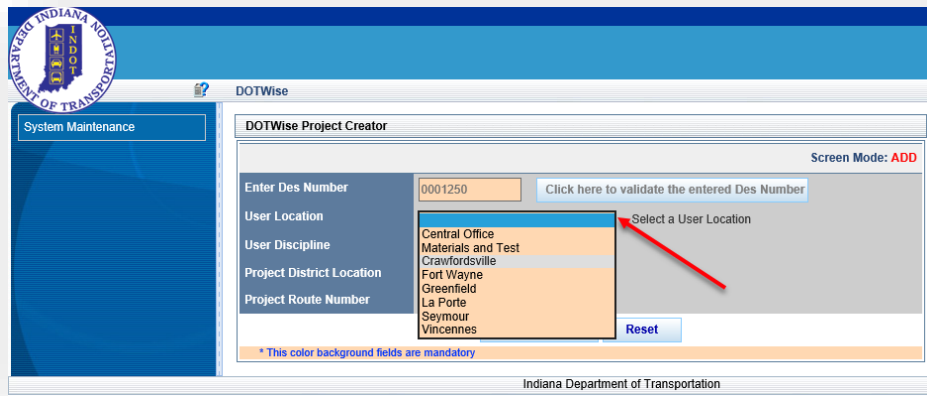 INDIANA DEPARTMENT OF TRANSPORTATION
INDOT
DOTWise
System Maintenance
DOTWise Project Creator
Screen Mode: ADD
Enter Des Number 0001250 Click here to validate the entered Des Number
User Location Select a User Location
Central Office
User Discipline
Materials and Test
Crawfordsville
Project District Location
Fort Wayne
Greenfield
Project Route Number
La Porte
Seymour
Vincennes
Reset
* This color background fields are mandatory
Indiana Department of Transportation